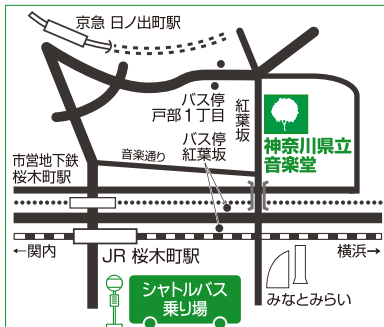 京急 日ノ出町駅
バス停
戸部1丁目
紅葉坂
神奈川県立
音楽堂
バス停
紅葉坂
音楽通り
市営地下鉄
桜木町駅
←関内
JR 桜木町駅
横浜→
シャトルバス
乗り場
みなとみらい